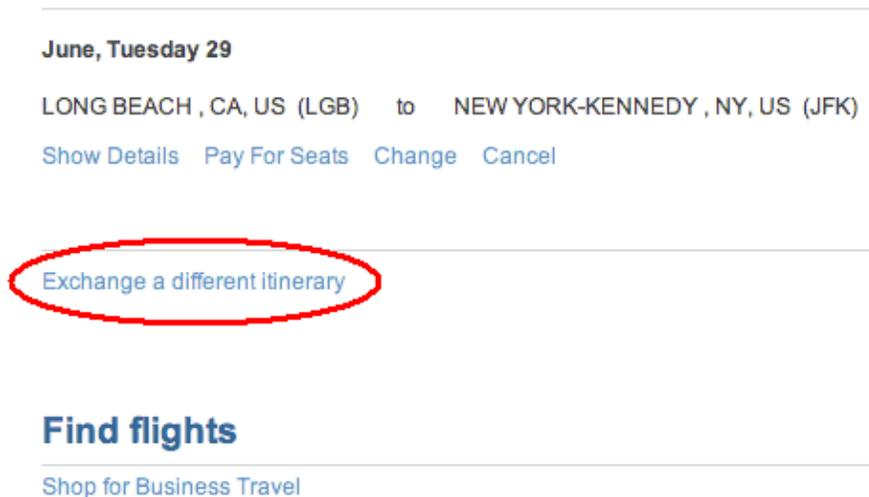 June, Tuesday 29
LONG BEACH , CA, US (LGB) to NEW YORK-KENNEDY , NY, US (JFK)
Show Details Pay For Seats Change Cancel
Exchange a different itinerary
Find flights
Shop for Business Travel